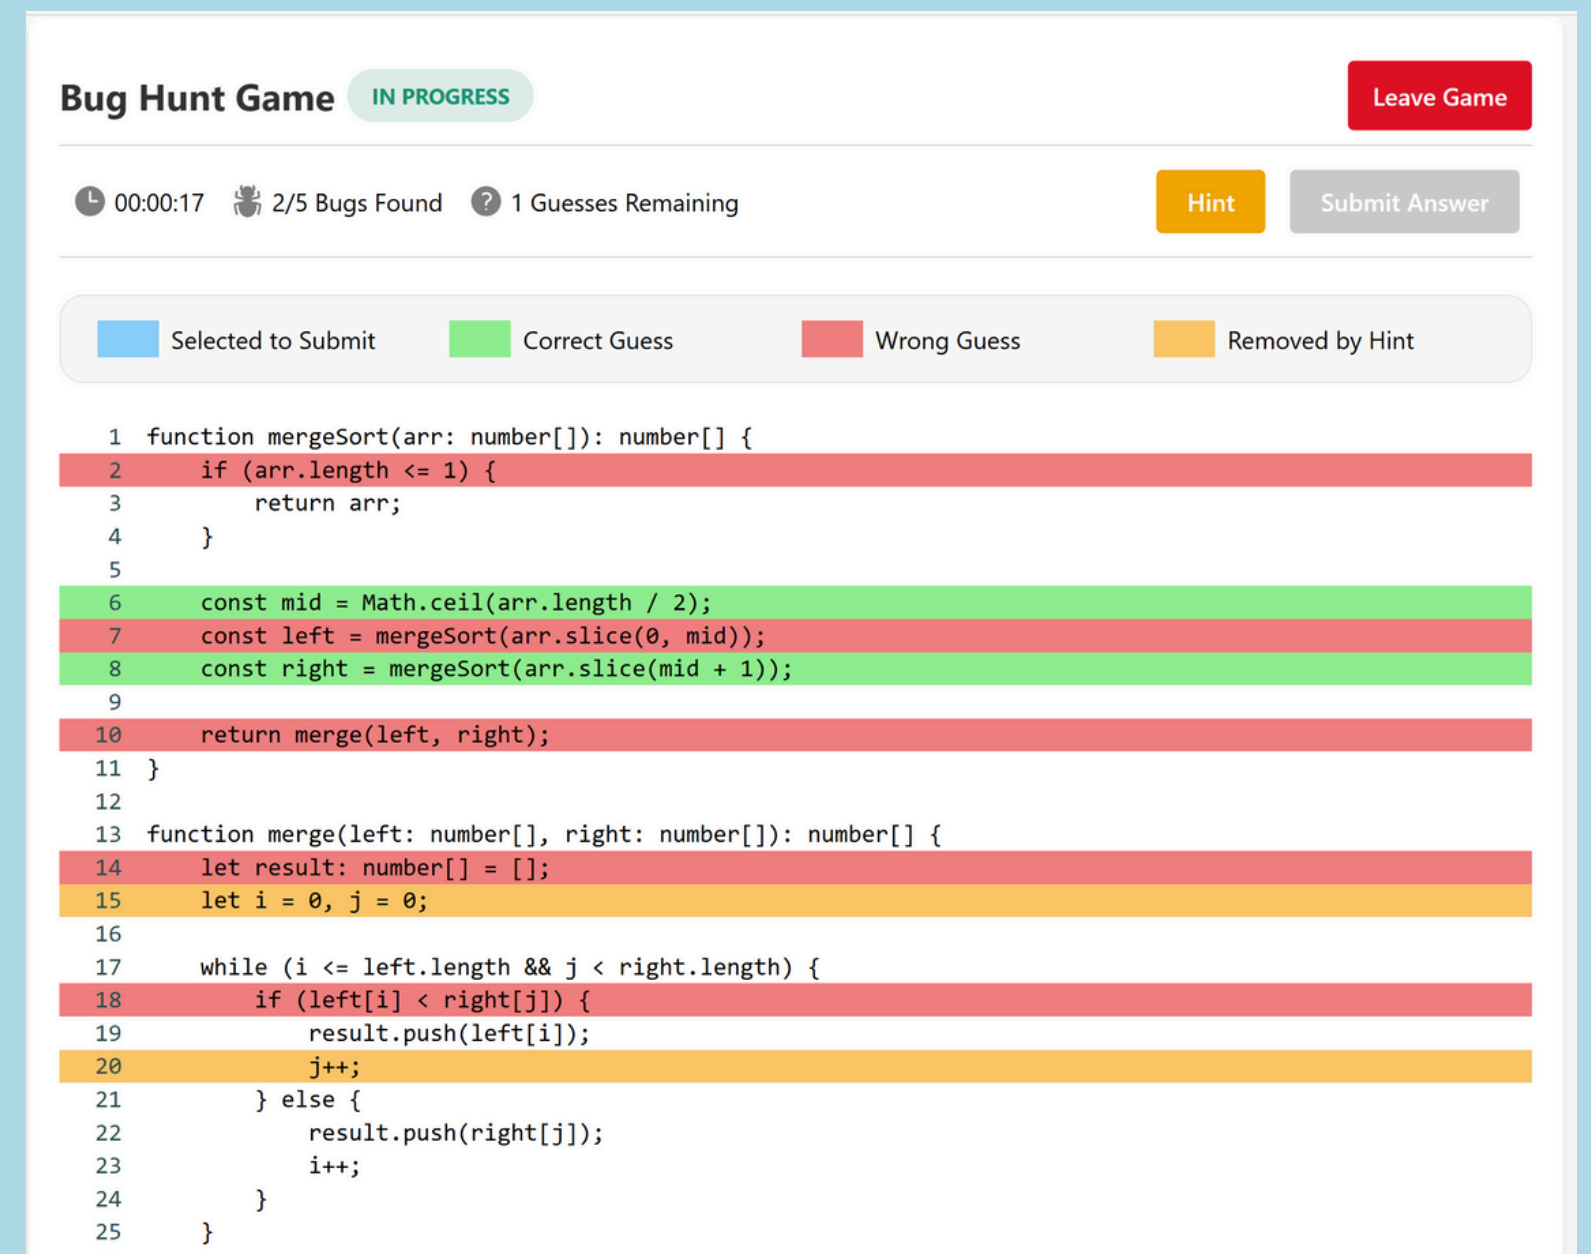 Bug Hunt Game IN PROGRESS Leave Game
00:00:17 2/5 Bugs Found ? 1 Guesses Remaining Hint Submit Answer
Selected to Submit Correct Guess Wrong Guess Removed by Hint
1 function mergeSort(arr: number[]): number[] {
2 if (arr.length <= 1) {
3 return arr;
4 }
5
6 const mid = Math.ceil(arr.length / 2);
7 const left = mergeSort(arr.slice(0, mid));
8 const right = mergeSort(arr.slice(mid + 1));
9
10 return merge(left, right);
11 }
12
13 function merge(left: number[], right: number[]): number[] {
14 let result: number[] = [];
15 let i = 0, j = 0;
16
17 while (i <= left.length && j < right.length) {
18 if (left[i] < right[j]) {
19 result.push(left[i]);
20 j++;
21 } else {
22 result.push(right[j]);
23 i++;
24 }
25 }